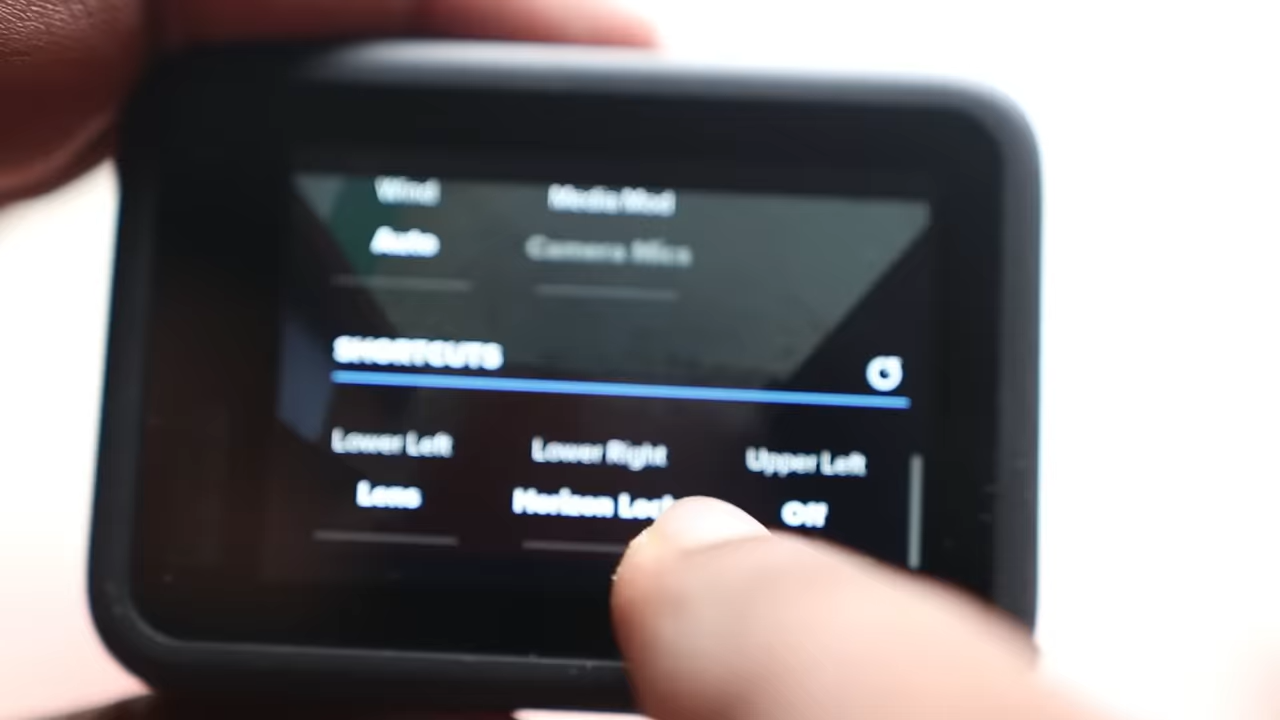 Wind Media Mod
Auto Camera Mics
SHORTCUTS
Lower Left Lower Right Upper Left
Lens Horizon Lock Off